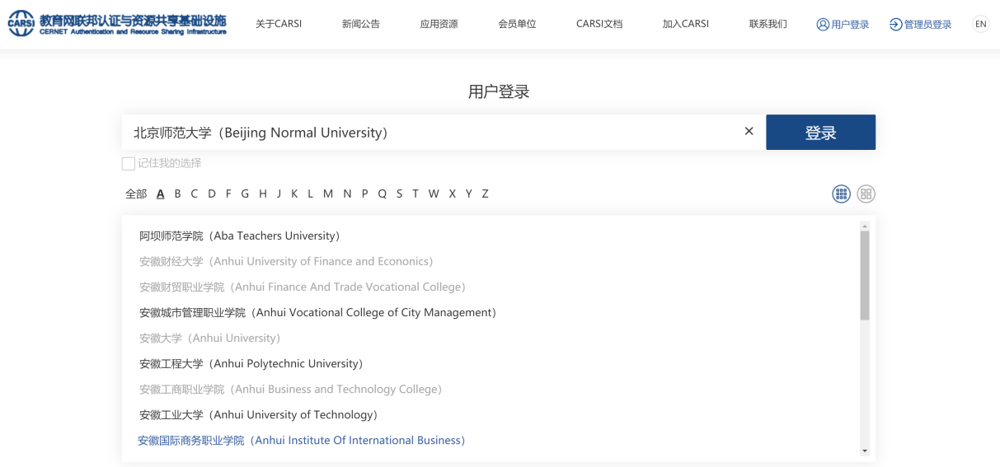 CARSI 教育网联邦认证与资源共享基础设施
CERNET Authentication and Resource Sharing Infrastructure
关于CARSI 新闻公告 应用资源 会员单位 CARSI文档 加入CARSI 联系我们 用户登录 管理员登录 EN
用户登录
北京师范大学（Beijing Normal University） × 登录
记住我的选择
全部 A B C D F G H J K L M N P Q S T W X Y Z
阿坝师范学院（Aba Teachers University）
安徽财经大学（Anhui University of Finance and Econonics）
安徽财贸职业学院（Anhui Finance And Trade Vocational College）
安徽城市管理职业学院（Anhui Vocational College of City Management）
安徽大学（Anhui University）
安徽工程大学（Anhui Polytechnic University）
安徽工商职业学院（Anhui Business and Technology College）
安徽工业大学（Anhui University of Technology）
安徽国际商务职业学院（Anhui Institute Of International Business）